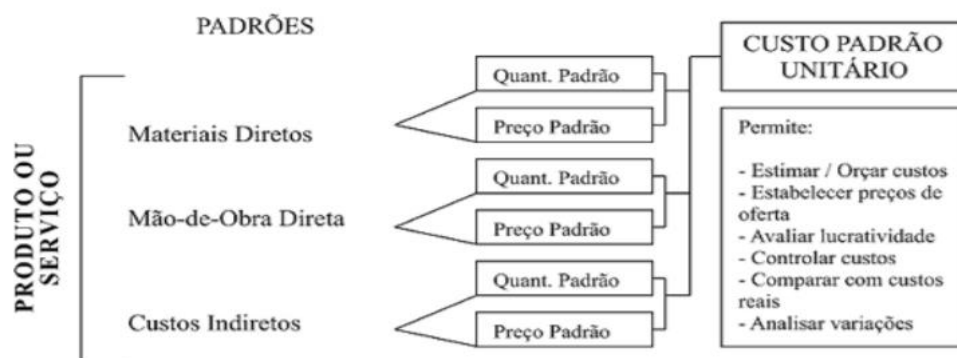 PADRÕES
PRODUTO OU
SERVIÇO
Materiais Diretos
Quant. Padrão
Preço Padrão
Mão-de-Obra Direta
Quant. Padrão
Preço Padrão
Custos Indiretos
Quant. Padrão
Preço Padrão
CUSTO PADRÃO
UNITÁRIO
Permite:
- Estimar / Orçar custos
- Estabelecer preços de
oferta
- Avaliar lucratividade
- Controlar custos
- Comparar com custos
reais
- Analisar variações